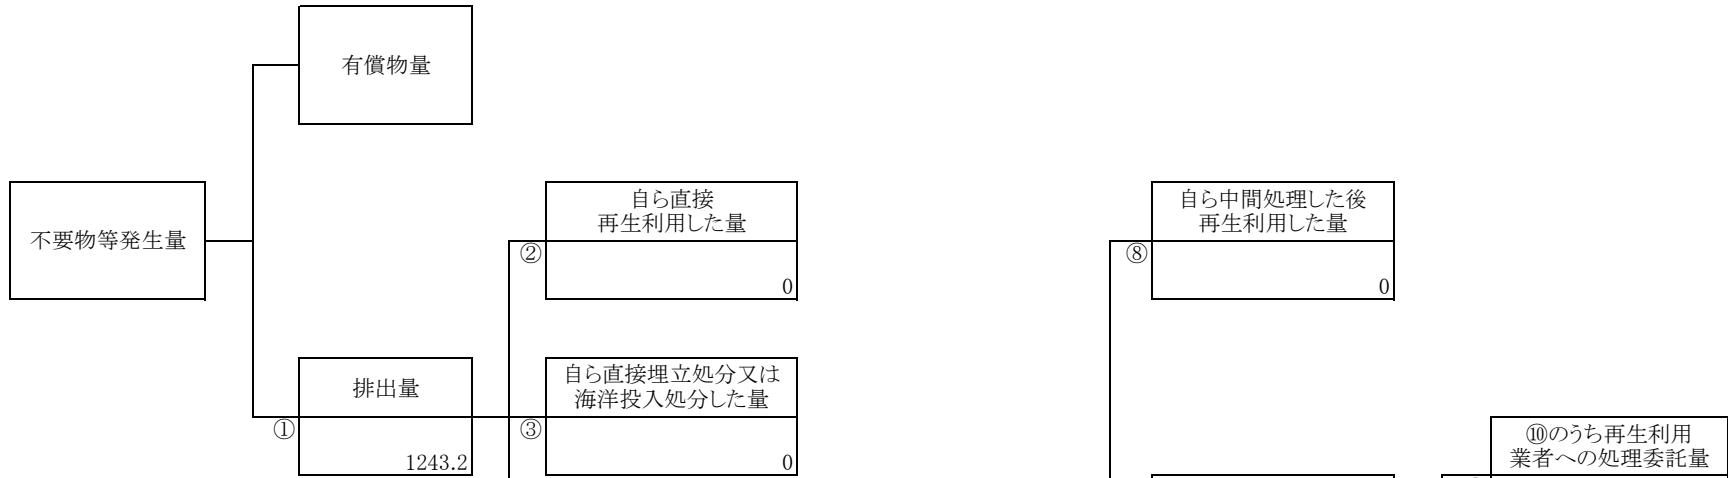 有償物量
不要物等発生量
自ら直接
再生利用した量
②
0
自ら中間処理した後
再生利用した量
⑧
0
排出量
①
1243.2
自ら直接埋立処分又は
海洋投入処分した量
③
0
⑩のうち再生利用
業者への処理委託量